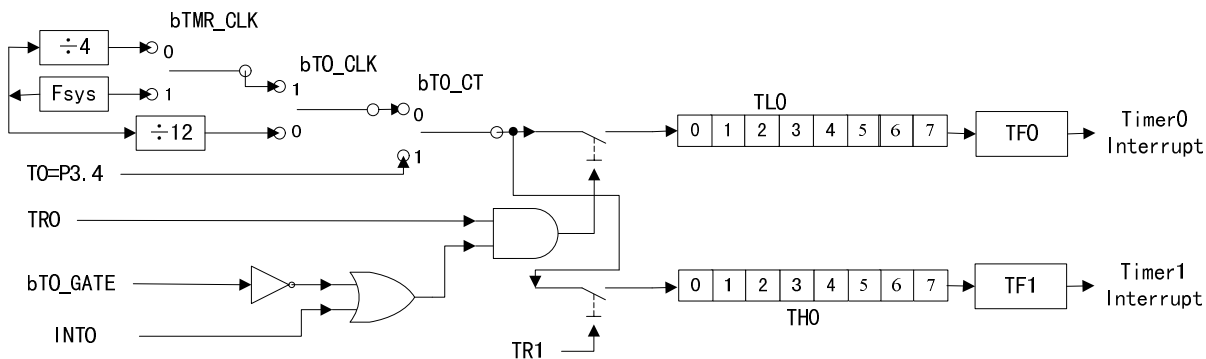 bTMR_CLK
÷4
0
bT0_CLK
bT0_CT
Fsys
1
1
0
TL0
÷12
0
0 1 2 3 4 5 6 7
TF0
Timer0
Interrupt
1
T0=P3.4
TR0
bT0_GATE
INT0
0 1 2 3 4 5 6 7
TF1
Timer1
Interrupt
TH0
TR1